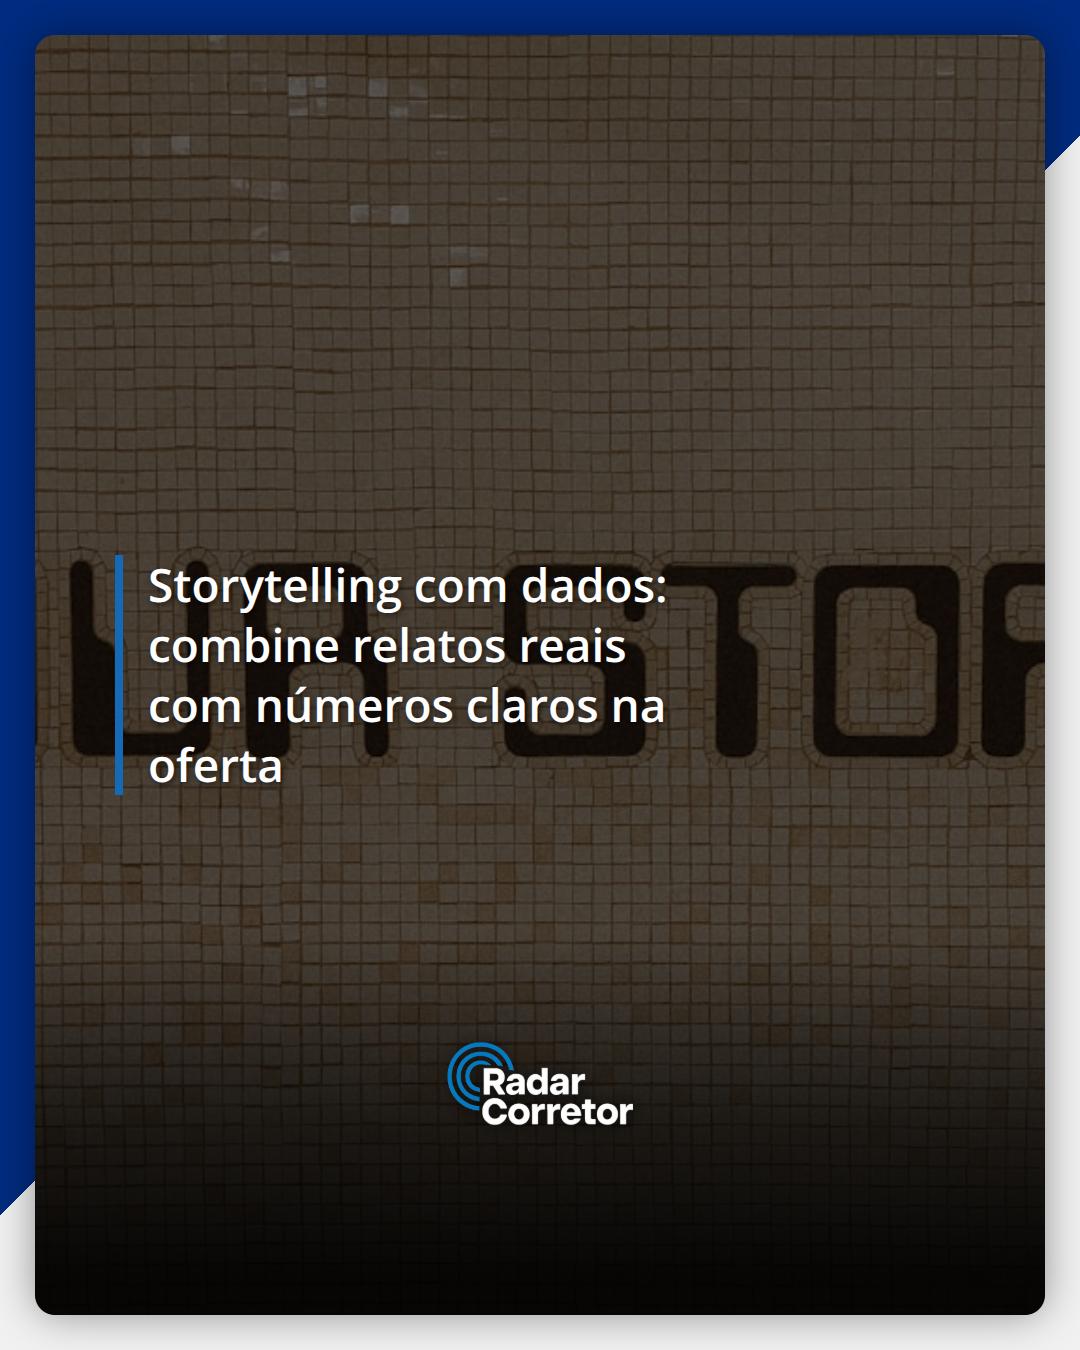 Storytelling com dados:
combine relatos reais
com números claros na
oferta
UR STOR
Radar
Corretor